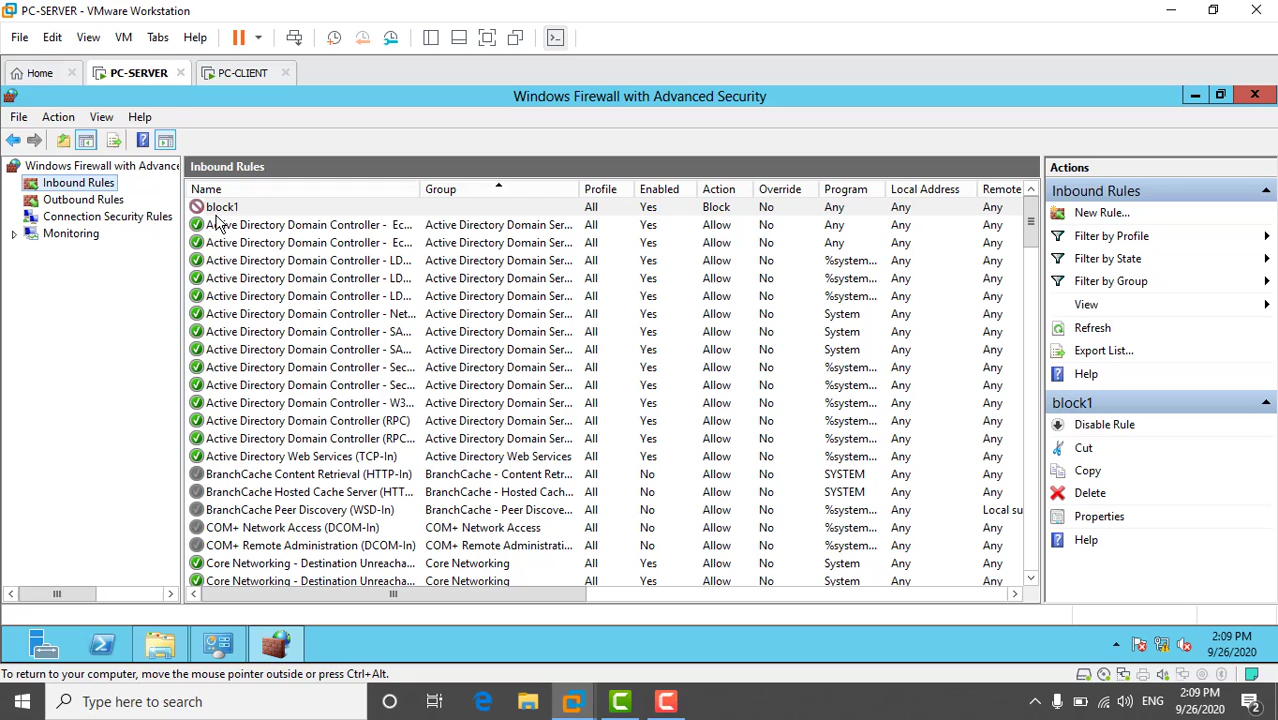 PC-SERVER - VMware Workstation
File Edit View VM Tabs Help
Home PC-SERVER PC-CLIENT
Windows Firewall with Advanced Security
File Action View Help
Windows Firewall with Advance
Inbound Rules
Outbound Rules
Connection Security Rules
Monitoring
Inbound Rules
Name Group Profile Enabled Action Override Program Local Address Remote
block1 All Yes Block No Any Any Any
Active Directory Domain Controller - Ec... Active Directory Domain Ser... All Yes Allow No Any Any Any
Active Directory Domain Controller - Ec... Active Directory Domain Ser... All Yes Allow No Any Any Any
Active Directory Domain Controller - LD... Active Directory Domain Ser... All Yes Allow No %system... Any Any
Active Directory Domain Controller - LD... Active Directory Domain Ser... All Yes Allow No %system... Any Any
Active Directory Domain Controller - LD... Active Directory Domain Ser... All Yes Allow No %system... Any Any
Active Directory Domain Controller - Net... Active Directory Domain Ser... All Yes Allow No System Any Any
Active Directory Domain Controller - SA... Active Directory Domain Ser... All Yes Allow No System Any Any
Active Directory Domain Controller - SA... Active Directory Domain Ser... All Yes Allow No System Any Any
Active Directory Domain Controller - Sec... Active Directory Domain Ser... All Yes Allow No %system... Any Any
Active Directory Domain Controller - Sec... Active Directory Domain Ser... All Yes Allow No %system... Any Any
Active Directory Domain Controller - W3... Active Directory Domain Ser... All Yes Allow No %system... Any Any
Active Directory Domain Controller (RPC) Active Directory Domain Ser... All Yes Allow No %system... Any Any
Active Directory Domain Controller (RPC... Active Directory Domain Ser... All Yes Allow No %system... Any Any
Active Directory Web Services (TCP-In) Active Directory Web Services All Yes Allow No %system... Any Any
BranchCache Content Retrieval (HTTP-In) BranchCache - Content Retr... All No Allow No SYSTEM Any Any
BranchCache Hosted Cache Server (HTT... BranchCache - Hosted Cach... All No Allow No SYSTEM Any Any
BranchCache Peer Discovery (WSD-In) BranchCache - Peer Discove... All No Allow No %system... Any Local su
COM+ Network Access (DCOM-In) COM+ Network Access All No Allow No %system... Any Any
COM+ Remote Administration (DCOM-In) COM+ Remote Administrati... All No Allow No %system... Any Any
Core Networking - Destination Unreacha... Core Networking All Yes Allow No System Any Any
Core Networking - Destination Unreacha... Core Networking All Yes Allow No System Any Any
Actions
Inbound Rules
New Rule...
Filter by Profile
Filter by State
Filter by Group
View
Refresh
Export List...
Help
block1
Disable Rule
Cut
Copy
Delete
Properties
Help
2:09 PM
9/26/2020
To return to your computer, move the mouse pointer outside or press Ctrl+Alt.
Type here to search
ENG
2:09 PM
9/26/2020
2